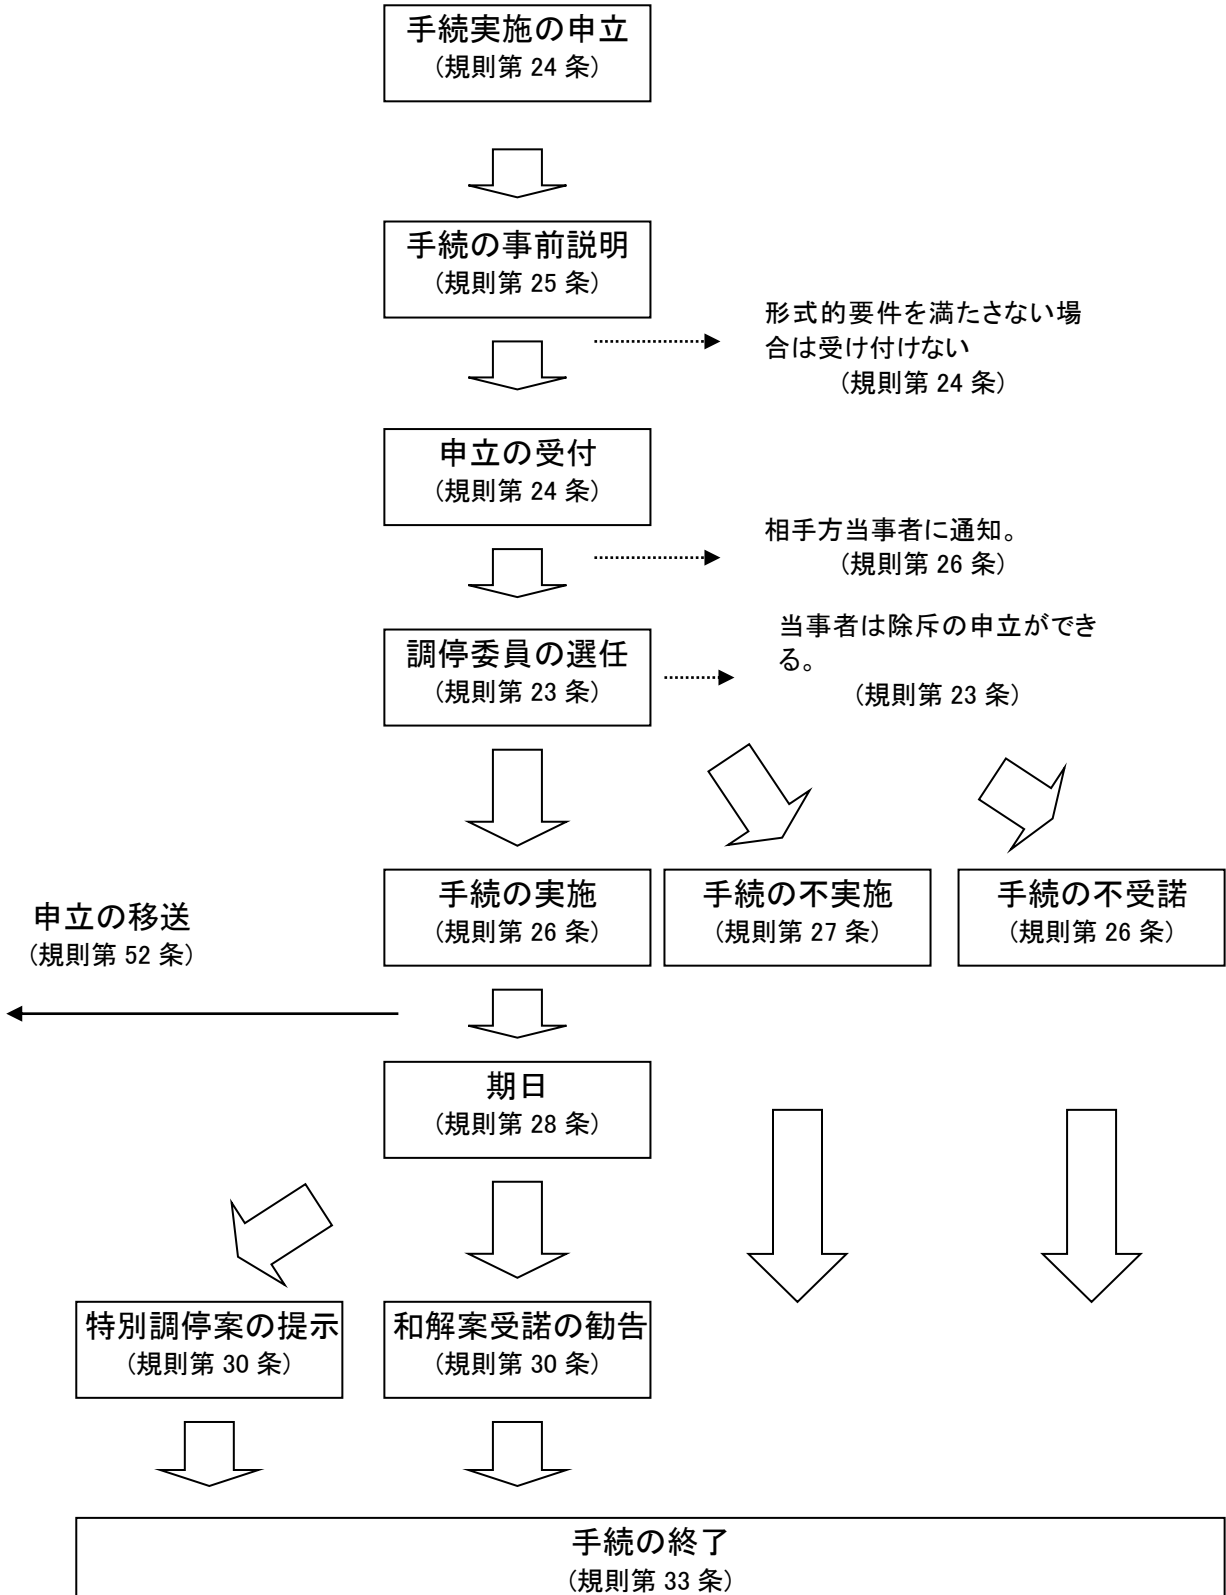 手続実施の申立
(規則第 24 条)
手続の事前説明
(規則第 25 条)
形式的要件を満たさない場
合は受け付けない
(規則第 24 条)
申立の受付
(規則第 24 条)
相手方当事者に通知。
(規則第 26 条)
調停委員の選任
(規則第 23 条)
当事者は除斥の申立ができ
る。
(規則第 23 条)
手続の実施
(規則第 26 条)
手続の不実施
(規則第 27 条)
手続の不受諾
(規則第 26 条)
申立の移送
(規則第 52 条)
期日
(規則第 28 条)
特別調停案の提示
(規則第 30 条)
和解案受諾の勧告
(規則第 30 条)
手続の終了
(規則第 33 条)